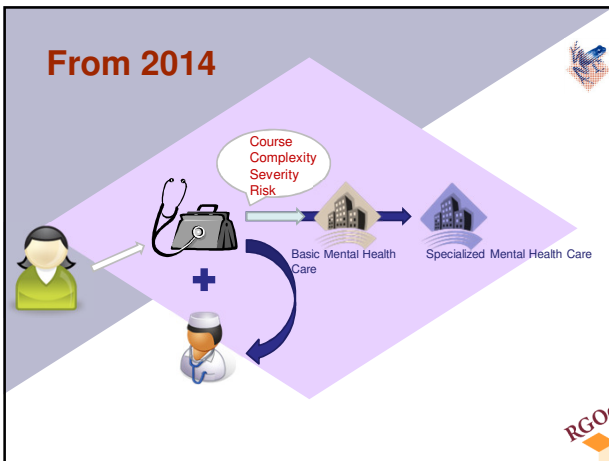 From 2014
Course
Complexity
Severity
Risk
Basic Mental Health
Care
Specialized Mental Health Care